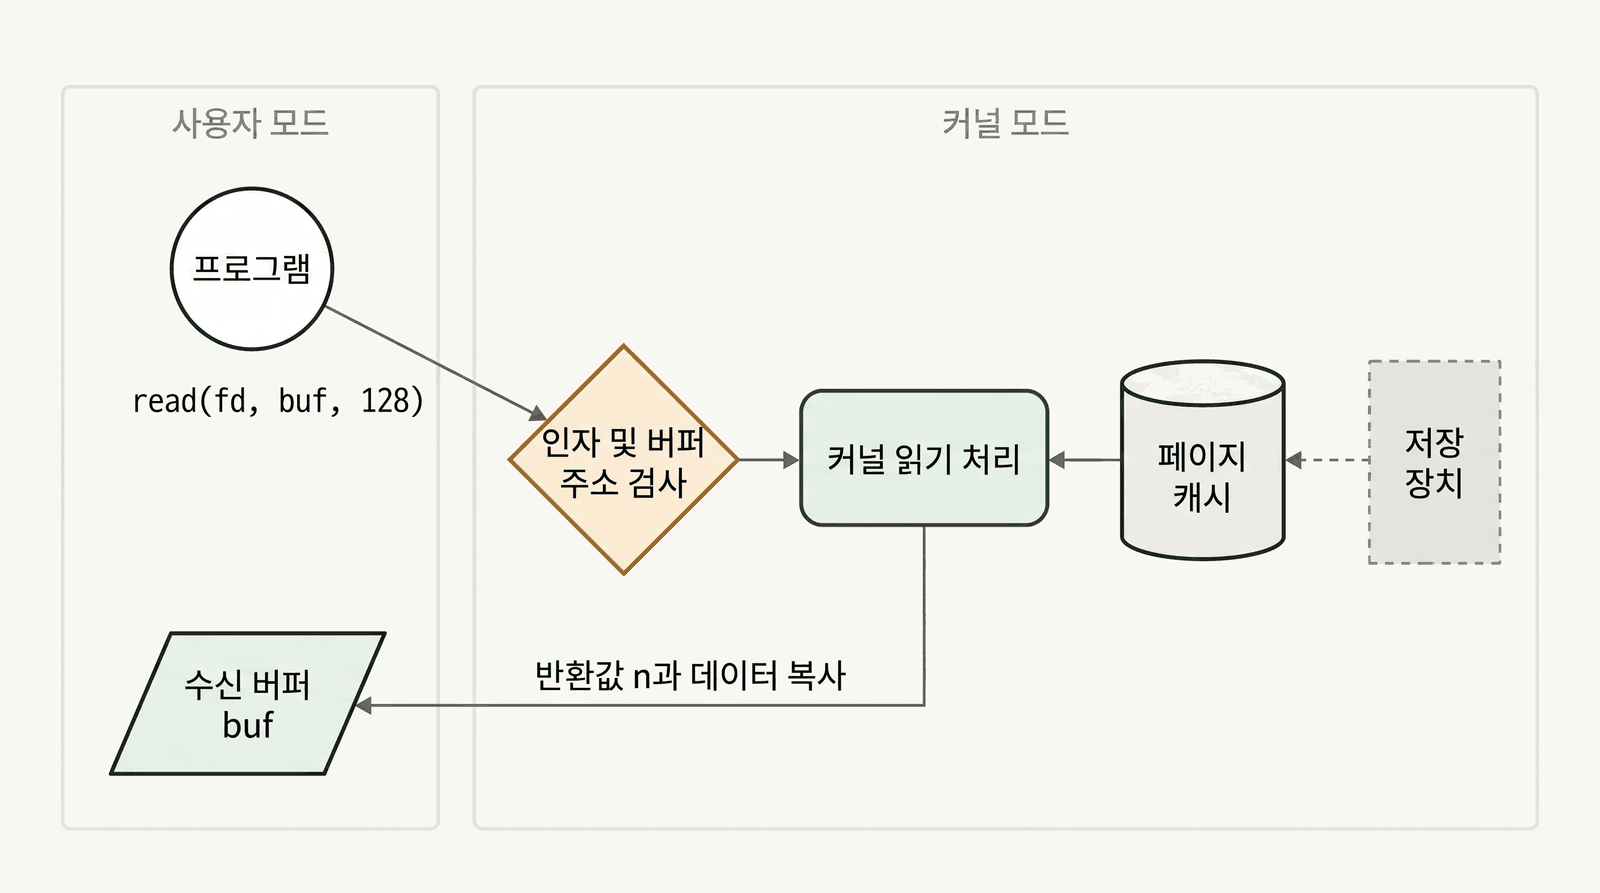 사용자 모드
커널 모드
프로그램
read(fd, buf, 128)
인자 및 버퍼
주소 검사
커널 읽기 처리
페이지
캐시
저장
장치
반환값 n과 데이터 복사
수신 버퍼
buf